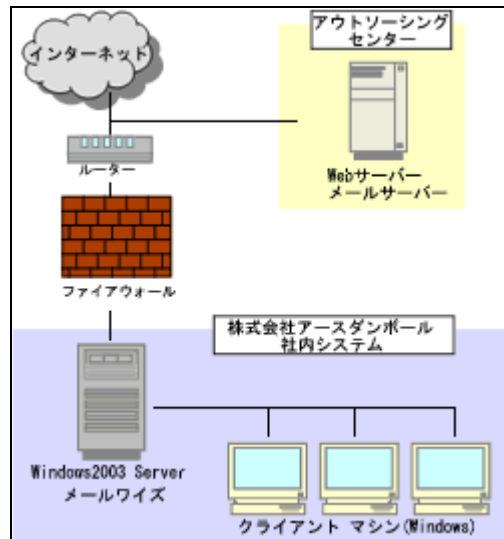 インターネット
アウトソーシング
センター
ルーター
Webサーバー
メールサーバー
ファイアウォール
株式会社アースダンボール
社内システム
Windows2003 Server
メールワイズ
クライアント マシン(Windows)